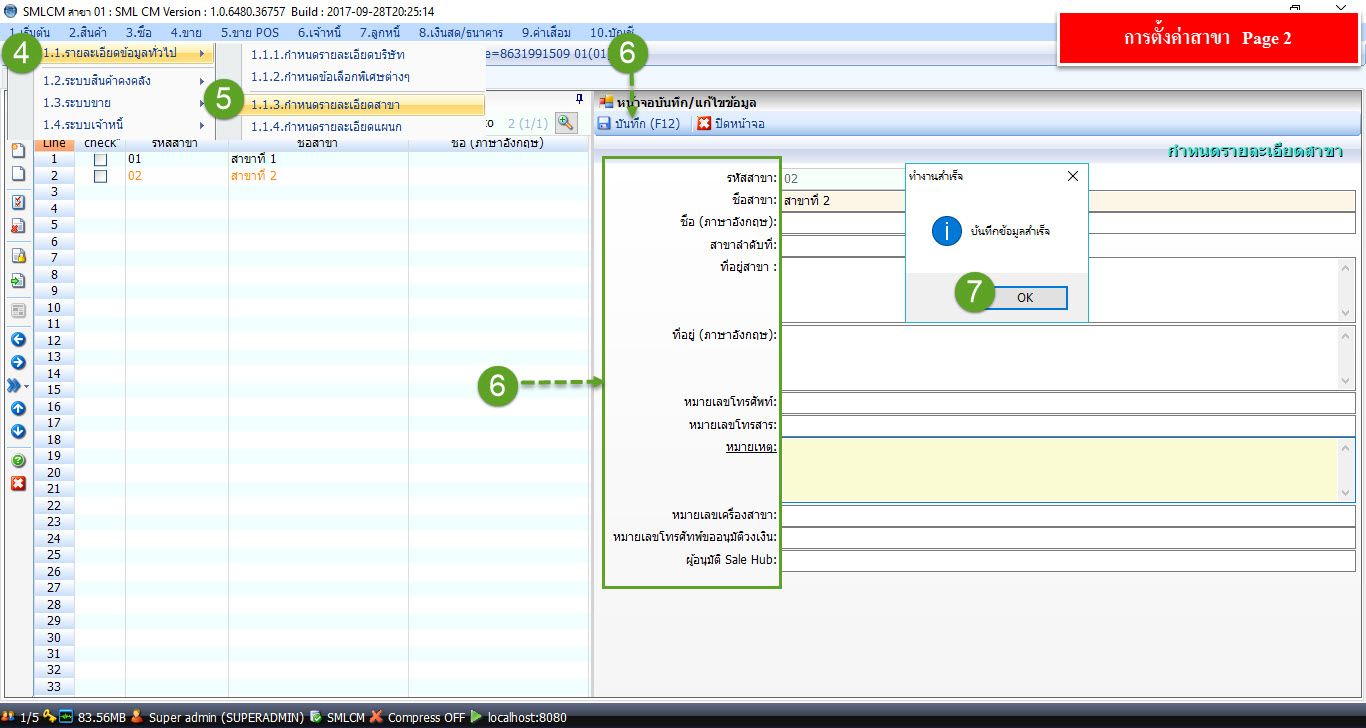 SMLCM สาขา 01 : SML CM Version : 1.0.6480.36757 Build : 2017-09-28T20:25:14
การตั้งค่าสาขา Page 2
1.เริ่มต้น 2.สินค้า 3.ซื้อ 4.ขาย 5.ขาย POS 6.เจ้าหนี้ 7.ลูกหนี้ 8.เงินสด/ธนาคาร 9.ค่าเสื่อม 10.บัญชี
4
1.1.รายละเอียดข้อมูลทั่วไป
1.2.ระบบสินค้าคงคลัง
1.3.ระบบขาย
1.4.ระบบเจ้าหนี้
5
1.1.1.กำหนดรายละเอียดบริษัท
1.1.2.กำหนดข้อเลือกพิเศษต่างๆ
1.1.3.กำหนดรายละเอียดสาขา
1.1.4.กำหนดรายละเอียดแผนก
e=8631991509 01(01
6
2 (1/1)
หน้าจอบันทึก/แก้ไขข้อมูล
บันทึก (F12) ปิดหน้าจอ
กำหนดรายละเอียดสาขา
Line check รหัสสาขา ชื่อสาขา ชื่อ (ภาษาอังกฤษ)
1 01 สาขาที่ 1
2 02 สาขาที่ 2
3
4
5
6
7
8
9
10
11
12
13
14
15
16
17
18
19
20
21
22
23
24
25
26
27
28
29
30
31
32
33
6
รหัสสาขา: 02
ชื่อสาขา: สาขาที่ 2
ชื่อ (ภาษาอังกฤษ):
สาขาลำดับที่:
ที่อยู่สาขา :
ที่อยู่ (ภาษาอังกฤษ):
หมายเลขโทรศัพท์:
หมายเลขโทรสาร:
หมายเหตุ:
หมายเลขเครื่องสาขา:
หมายเลขโทรศัทพ์ขออนุมัติวงเงิน:
ผู้อนุมัติ Sale Hub:
ทำงานสำเร็จ
บันทึกข้อมูลสำเร็จ
7
OK
1/5 83.56MB Super admin (SUPERADMIN) SMLCM Compress OFF localhost:8080